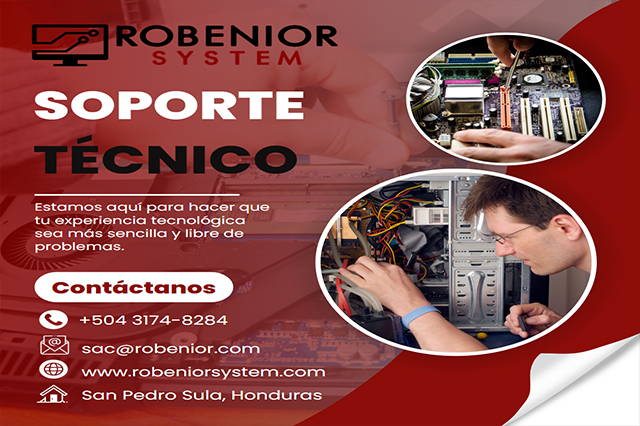 ROBENIOR
SYSTEM
SOPORTE
TÉCNICO
Estamos aquí para hacer que
tu experiencia tecnológica
sea más sencilla y libre de
problemas.
Contáctanos
+504 3174-8284
sac@robenior.com
www.robeniorsystem.com
San Pedro Sula, Honduras